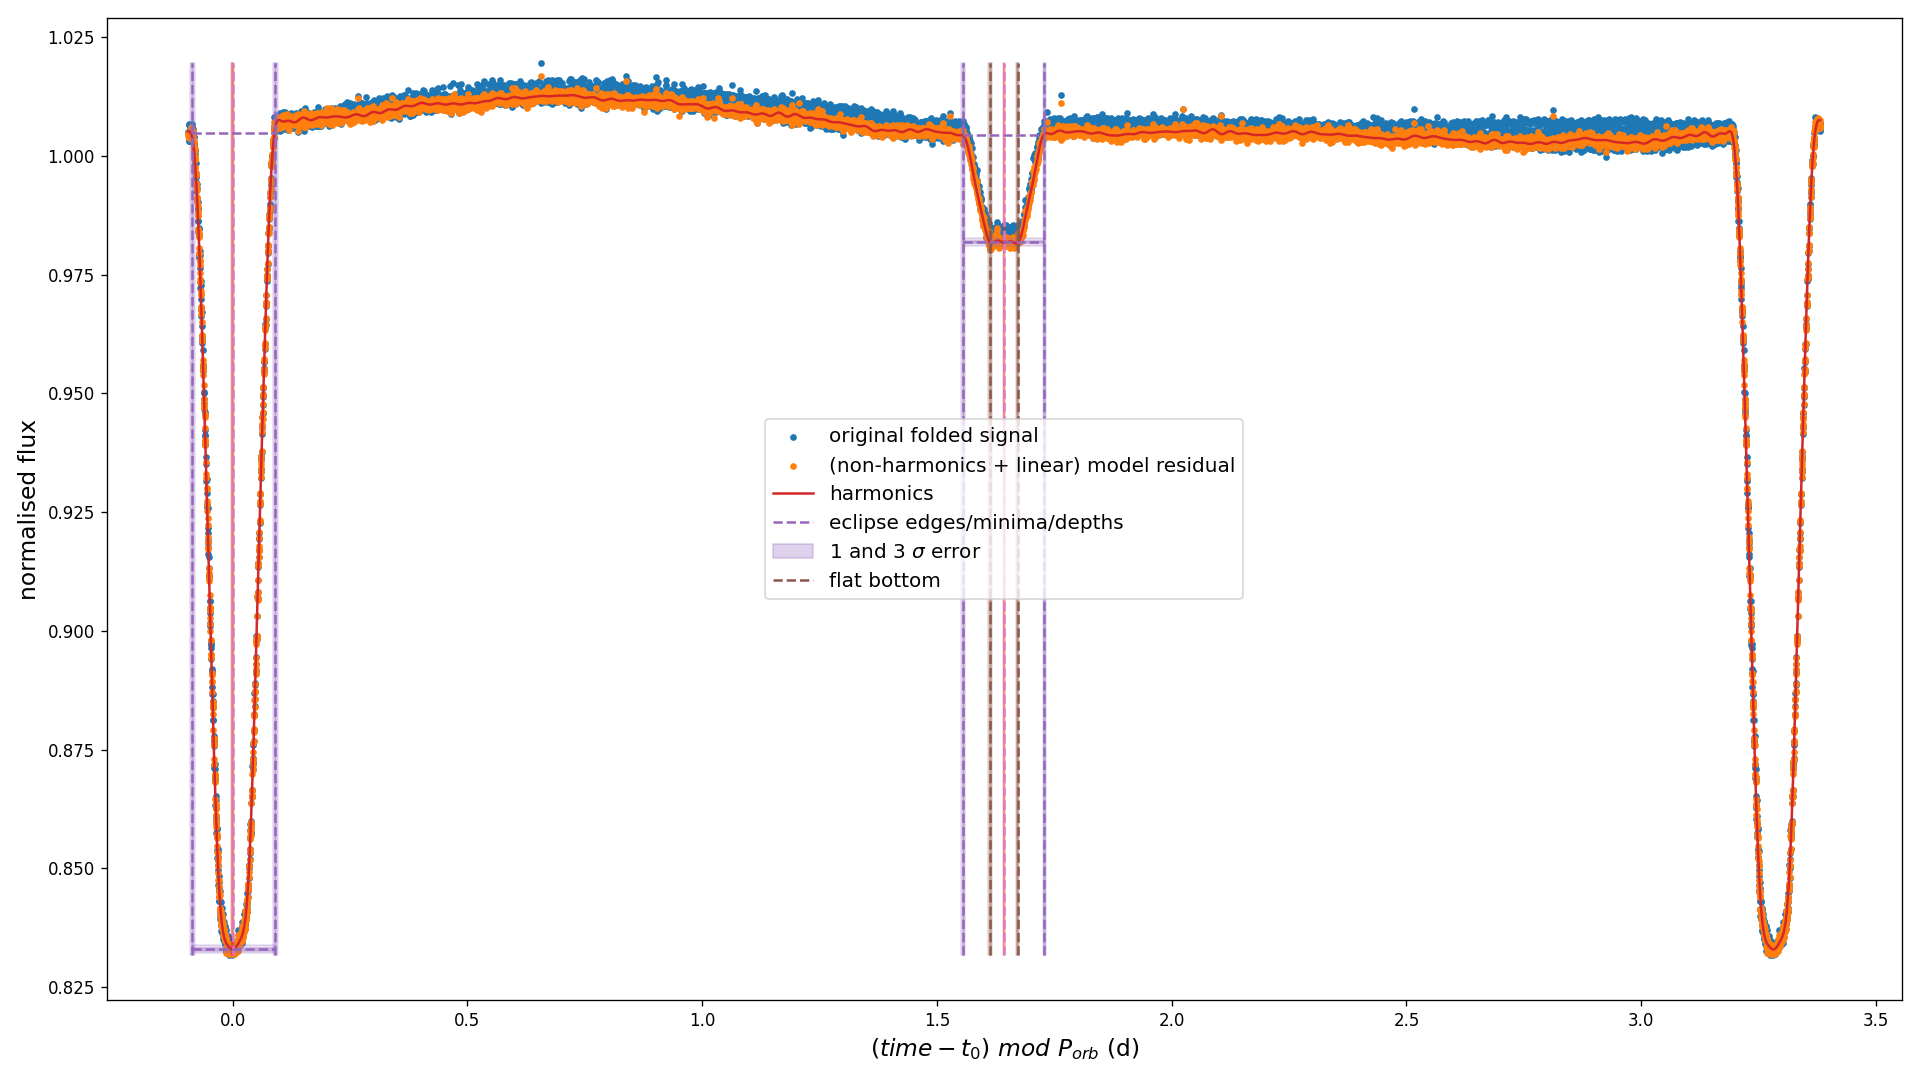 1.025
1.000
0.975
0.950
0.925
0.900
0.875
0.850
0.825
normalised flux
original folded signal
(non-harmonics + linear) model residual
harmonics
eclipse edges/minima/depths
1 and 3 σ error
flat bottom
0.0 0.5 1.0 1.5 2.0 2.5 3.0 3.5
(time − t₀) mod Pₒᵣb (d)